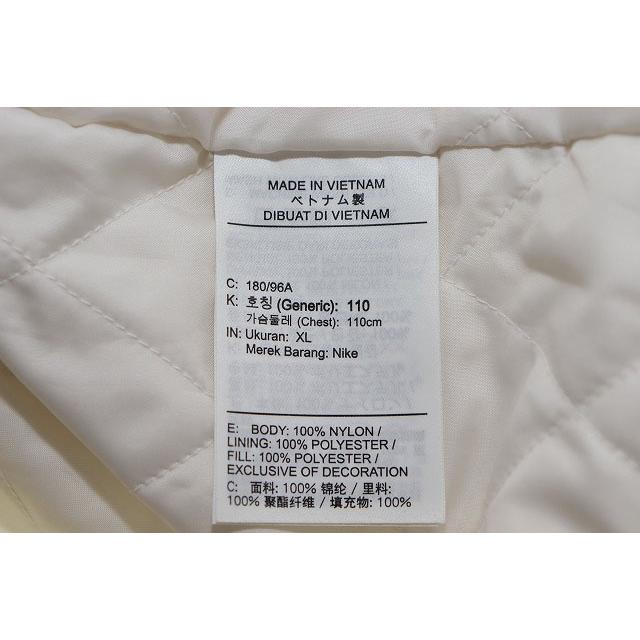 MADE IN VIETNAM
ベトナム製
DIBUAT DI VIETNAM
C: 180/96A
K: 호칭 (Generic): 110
가슴둘레 (Chest): 110cm
IN: Ukuran: XL
Merek Barang: Nike
E: BODY: 100% NYLON /
LINING: 100% POLYESTER /
FILL: 100% POLYESTER /
EXCLUSIVE OF DECORATION
C: 面料: 100% 锦纶 / 里料:
100% 聚酯纤维 / 填充物: 100%